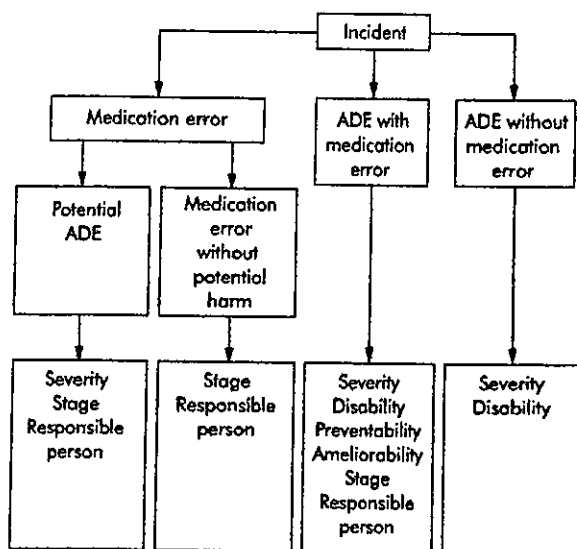 Incident
Medication error
ADE with
medication
error
ADE without
medication
error
Potential
ADE
Medication
error
without
potential
harm
Severity
Stage
Responsible
person
Stage
Responsible
person
Severity
Disability
Preventability
Ameliorability
Stage
Responsible
person
Severity
Disability